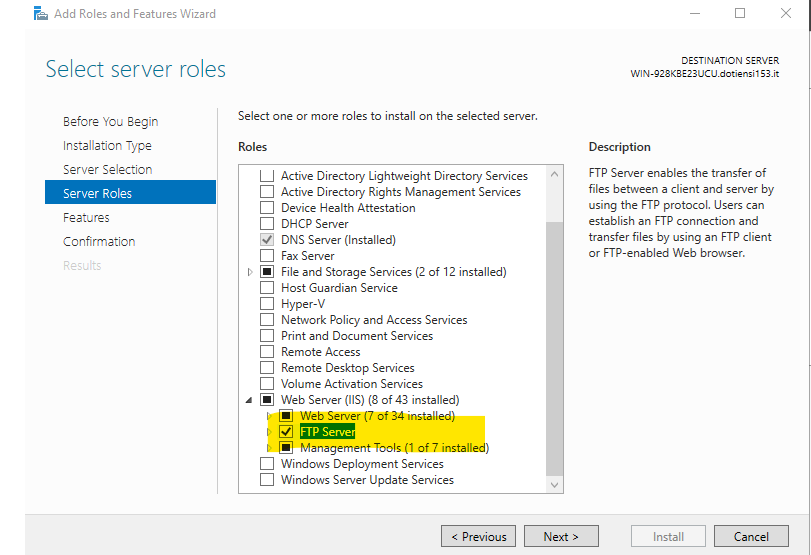 Add Roles and Features Wizard
Select server roles
DESTINATION SERVER
WIN-928KBE23UCU.dotiensi153.it
Before You Begin
Installation Type
Server Selection
Server Roles
Features
Confirmation
Results
Select one or more roles to install on the selected server.
Roles
Active Directory Lightweight Directory Services
Active Directory Rights Management Services
Device Health Attestation
DHCP Server
DNS Server (Installed)
Fax Server
File and Storage Services (2 of 12 installed)
Host Guardian Service
Hyper-V
Network Policy and Access Services
Print and Document Services
Remote Access
Remote Desktop Services
Volume Activation Services
Web Server (IIS) (8 of 43 installed)
Web Server (7 of 34 installed)
FTP Server
Management Tools (1 of 7 installed)
Windows Deployment Services
Windows Server Update Services
Description
FTP Server enables the transfer of
files between a client and server by
using the FTP protocol. Users can
establish an FTP connection and
transfer files by using an FTP client
or FTP-enabled Web browser.
< Previous
Next >
Install
Cancel